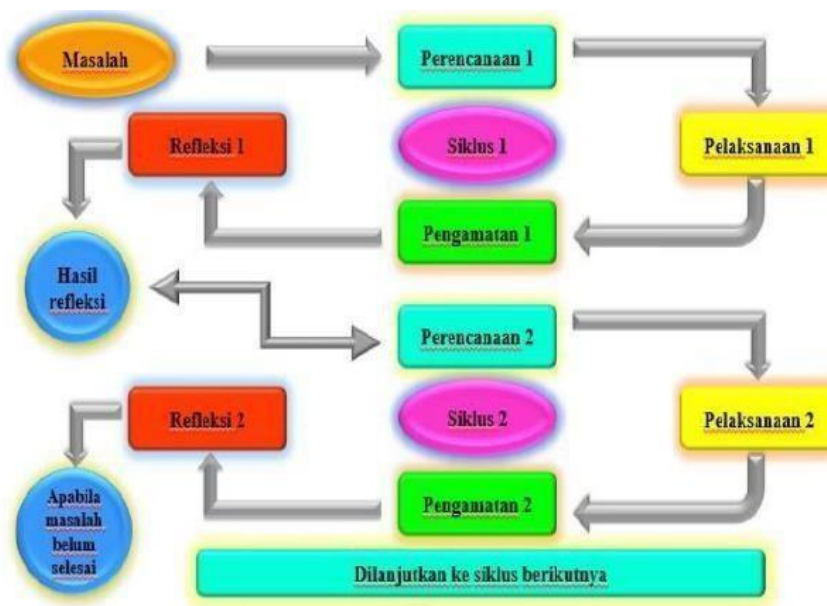 Masalah
Perencanaan 1
Refleksi 1
Siklus 1
Pelaksanaan 1
Pengamatan 1
Hasil
refleksi
Perencanaan 2
Refleksi 2
Siklus 2
Pelaksanaan 2
Apabila
masalah
belum
selesai
Pengamatan 2
Dilanjutkan ke siklus berikutnya